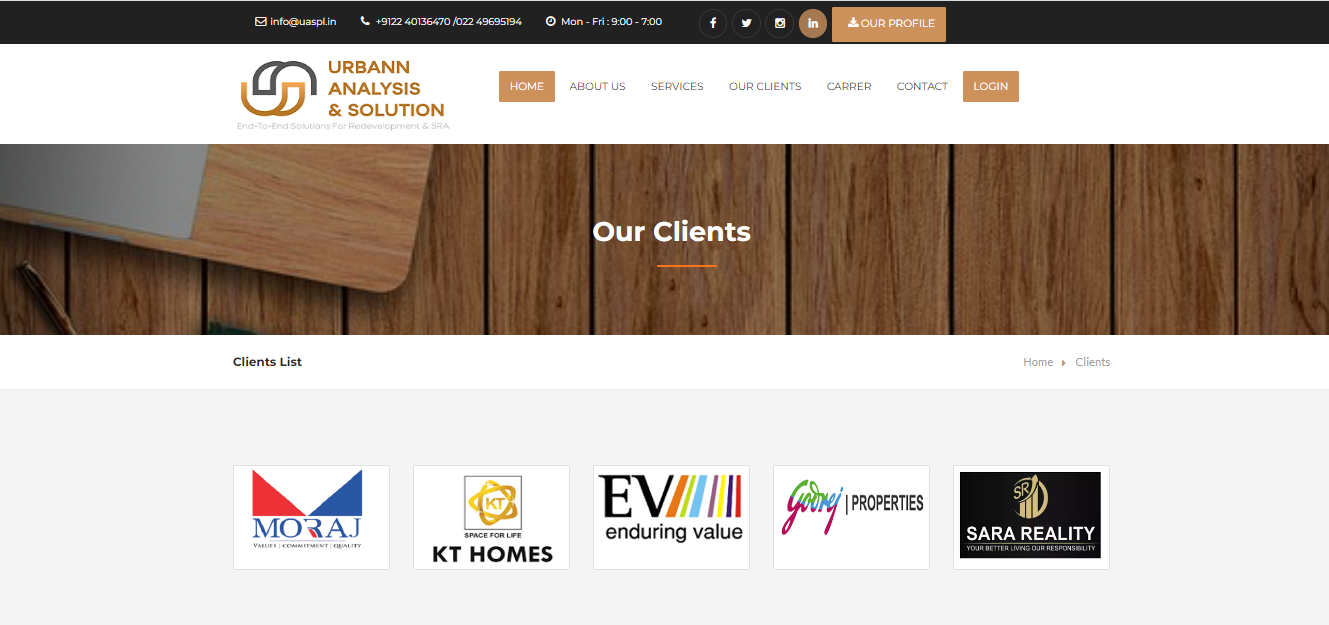 info@uaspl.in +9122 40136470 /022 49695194 Mon - Fri : 9:00 - 7:00 OUR PROFILE
URBANN
ANALYSIS
& SOLUTION
End-To-End Solutions For Redevelopment & SRA
HOME ABOUT US SERVICES OUR CLIENTS CARRER CONTACT LOGIN
Our Clients
Clients List
Home Clients
MORAJ
VALUES | COMMITMENT | QUALITY
KT
SPACE FOR LIFE
KT HOMES
EV
enduring value
Godrej | PROPERTIES
SR
SARA REALITY
YOUR BETTER LIVING OUR RESPONSIBILITY